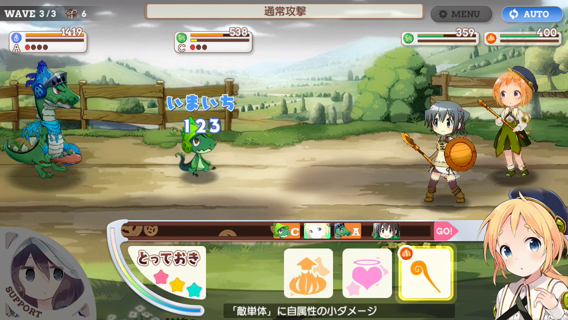 WAVE 3/3 6
通常攻撃
MENU
AUTO
1419
A
538
C
359
400
いまいち
123
C
A
GO!
とっておき
SUPPORT
「敵単体」に自属性の小ダメージ